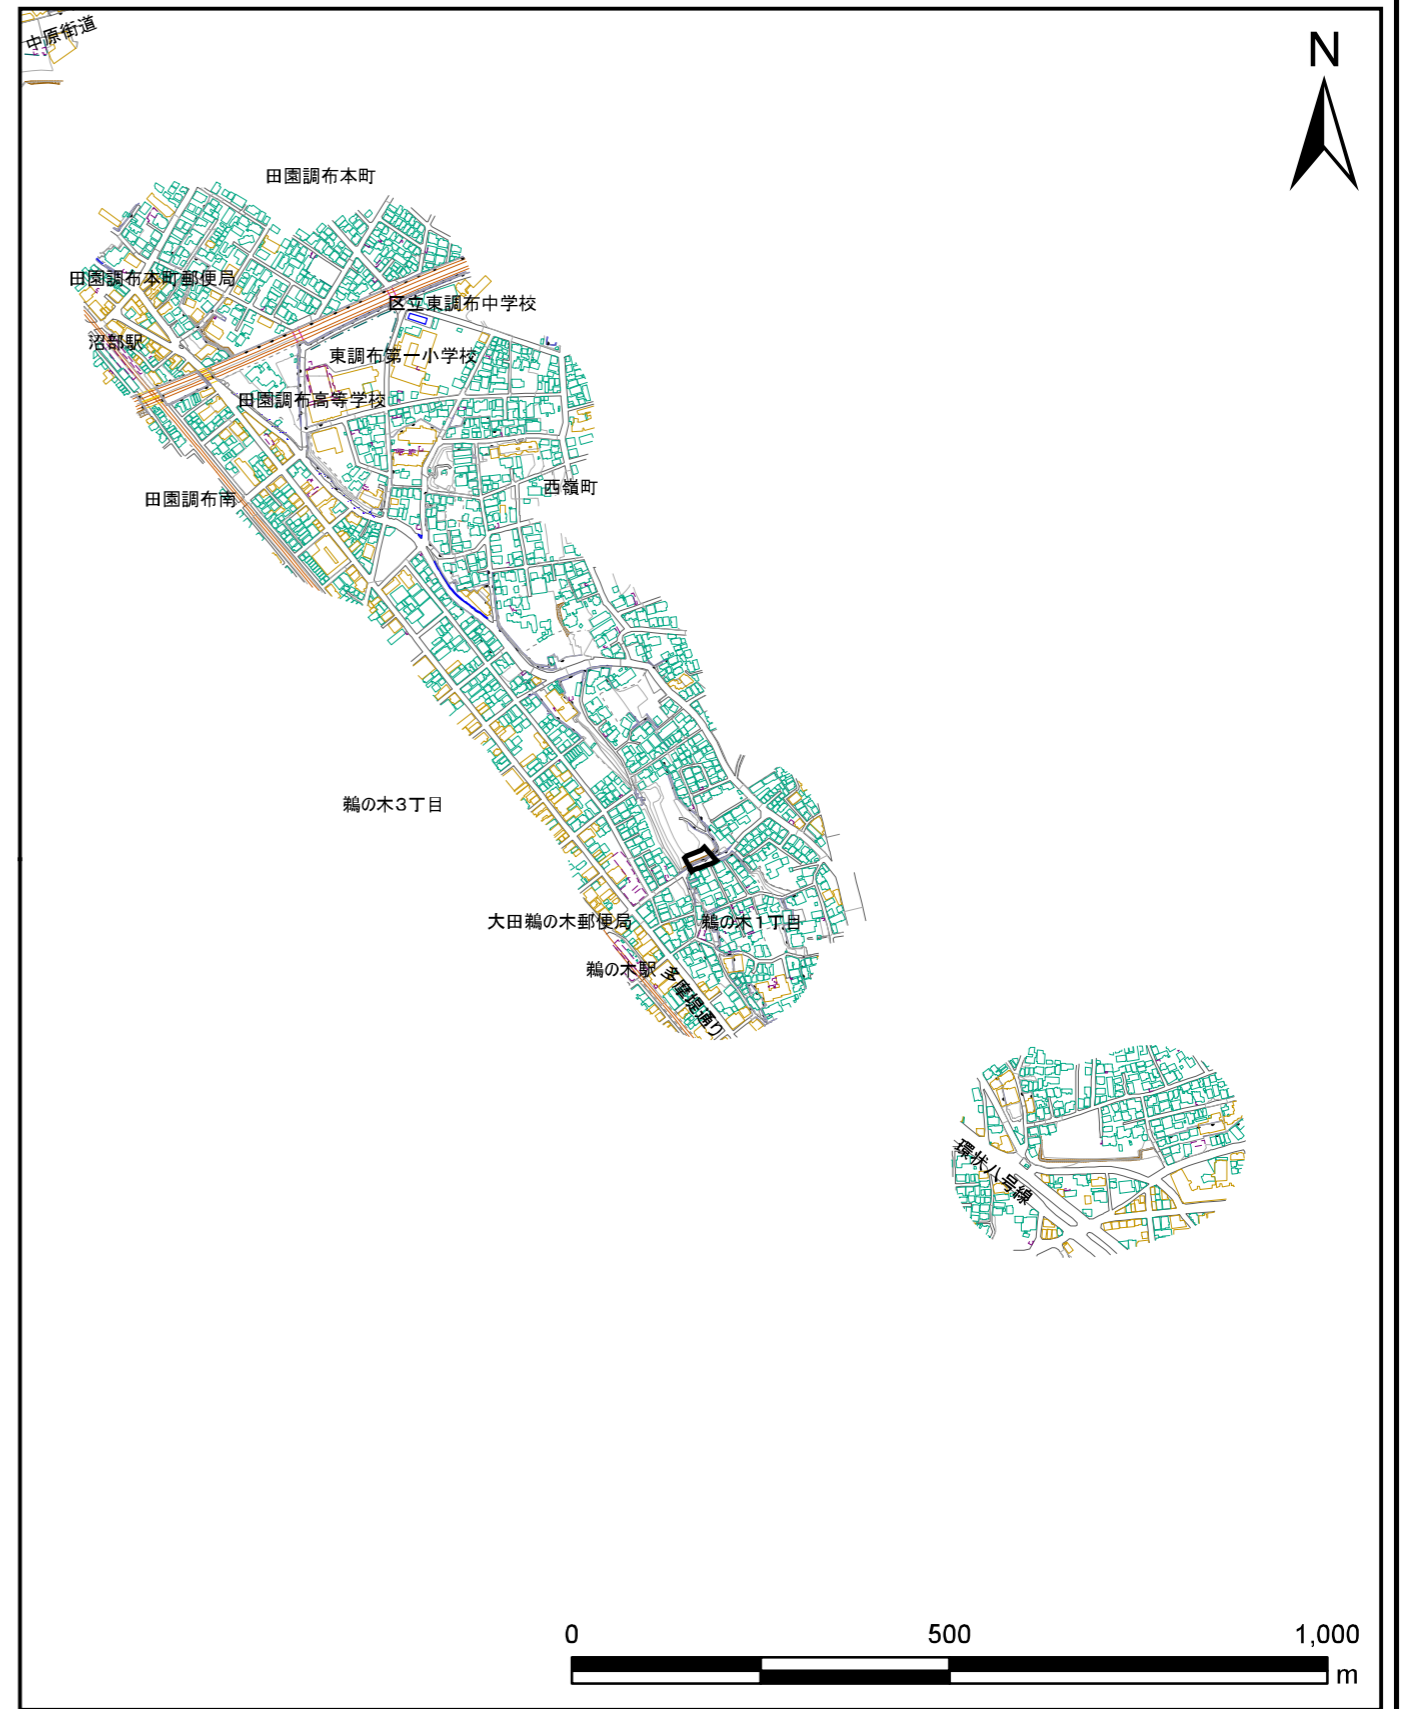 中原街道
N
田園調布本町
田園調布本町郵便局
区立東調布中学校
沼部駅
東調布第一小学校
田園調布高等学校
西嶺町
田園調布南
鵜の木3丁目
大田鵜の木郵便局
鵜の木1丁目
鵜の木駅
多摩堤通り
環状八号線
0 500 1,000
m